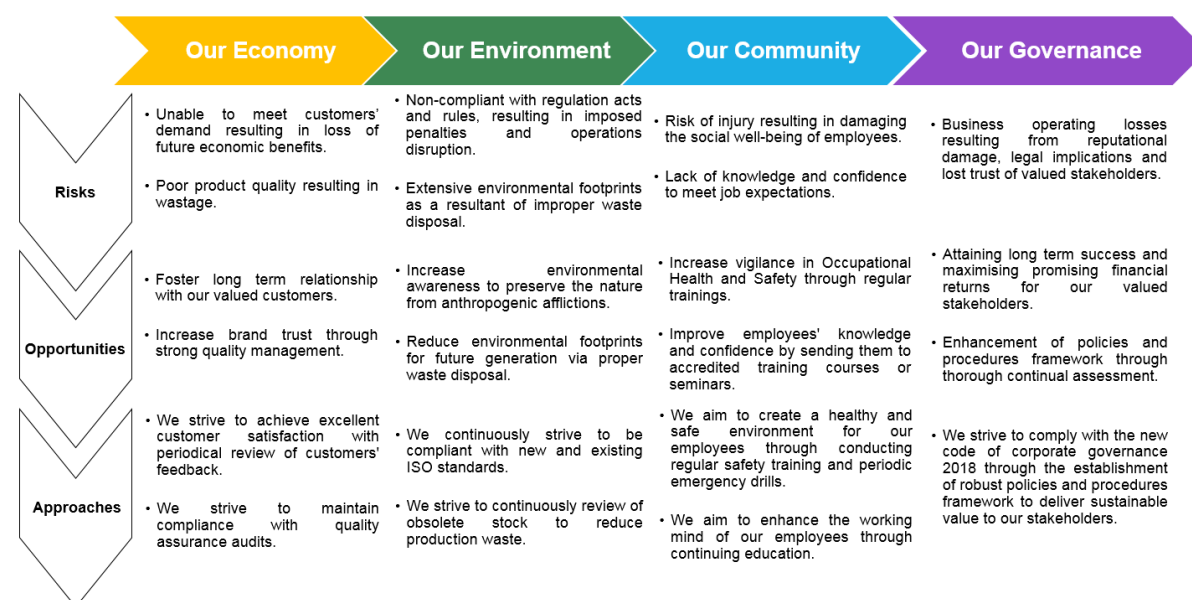 Our Economy
Our Environment
Our Community
Our Governance
Risks
• Unable to meet customers'
demand resulting in loss of
future economic benefits.
• Poor product quality resulting in
wastage.
• Non-compliant with regulation acts
and rules, resulting in imposed
penalties and operations
disruption.
• Extensive environmental footprints
as a resultant of improper waste
disposal.
• Risk of injury resulting in damaging
the social well-being of employees.
• Lack of knowledge and confidence
to meet job expectations.
• Business operating losses
resulting from reputational
damage, legal implications and
lost trust of valued stakeholders.
Opportunities
• Foster long term relationship
with our valued customers.
• Increase brand trust through
strong quality management.
• Increase environmental
awareness to preserve the nature
from anthropogenic afflictions.
• Reduce environmental footprints
for future generation via proper
waste disposal.
• Increase vigilance in Occupational
Health and Safety through regular
trainings.
• Improve employees' knowledge
and confidence by sending them to
accredited training courses or
seminars.
• Attaining long term success and
maximising promising financial
returns for our valued
stakeholders.
• Enhancement of policies and
procedures framework through
thorough continual assessment.
Approaches
• We strive to achieve excellent
customer satisfaction with
periodical review of customers'
feedback.
• We strive to maintain
compliance with quality
assurance audits.
• We continuously strive to be
compliant with new and existing
ISO standards.
• We strive to continuously review of
obsolete stock to reduce
production waste.
• We aim to create a healthy and
safe environment for our
employees through conducting
regular safety training and periodic
emergency drills.
• We aim to enhance the working
mind of our employees through
continuing education.
• We strive to comply with the new
code of corporate governance
2018 through the establishment
of robust policies and procedures
framework to deliver sustainable
value to our stakeholders.